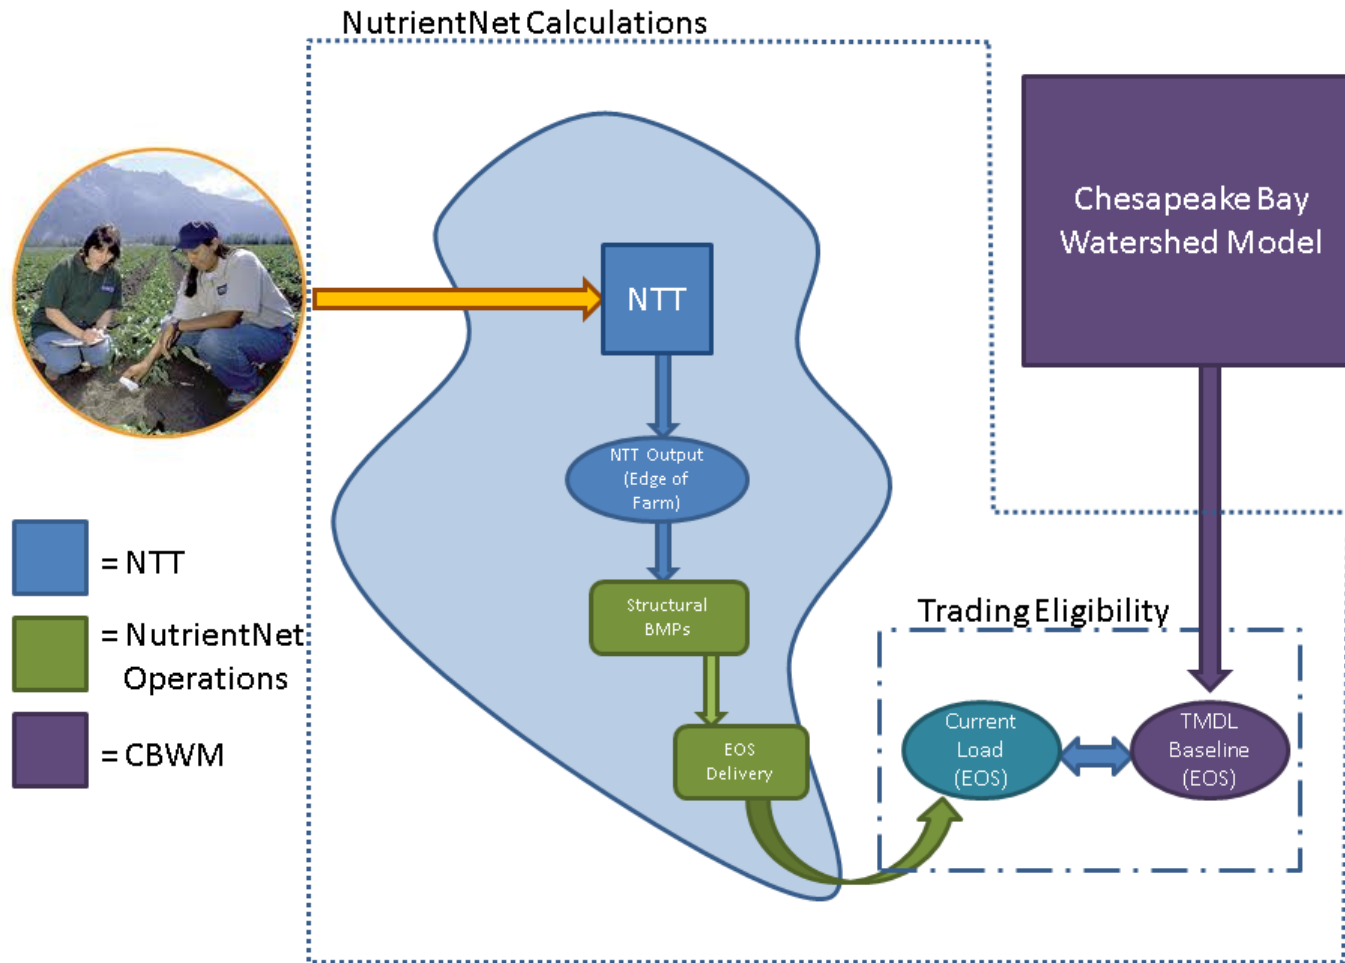 NutrientNet Calculations
Chesapeake Bay
Watershed Model
NTT
NTT Output
(Edge of
Farm)
= NTT
Structural
BMPs
= NutrientNet
Operations
Trading Eligibility
= CBWM
EOS
Delivery
Current
Load
(EOS)
TMDL
Baseline
(EOS)